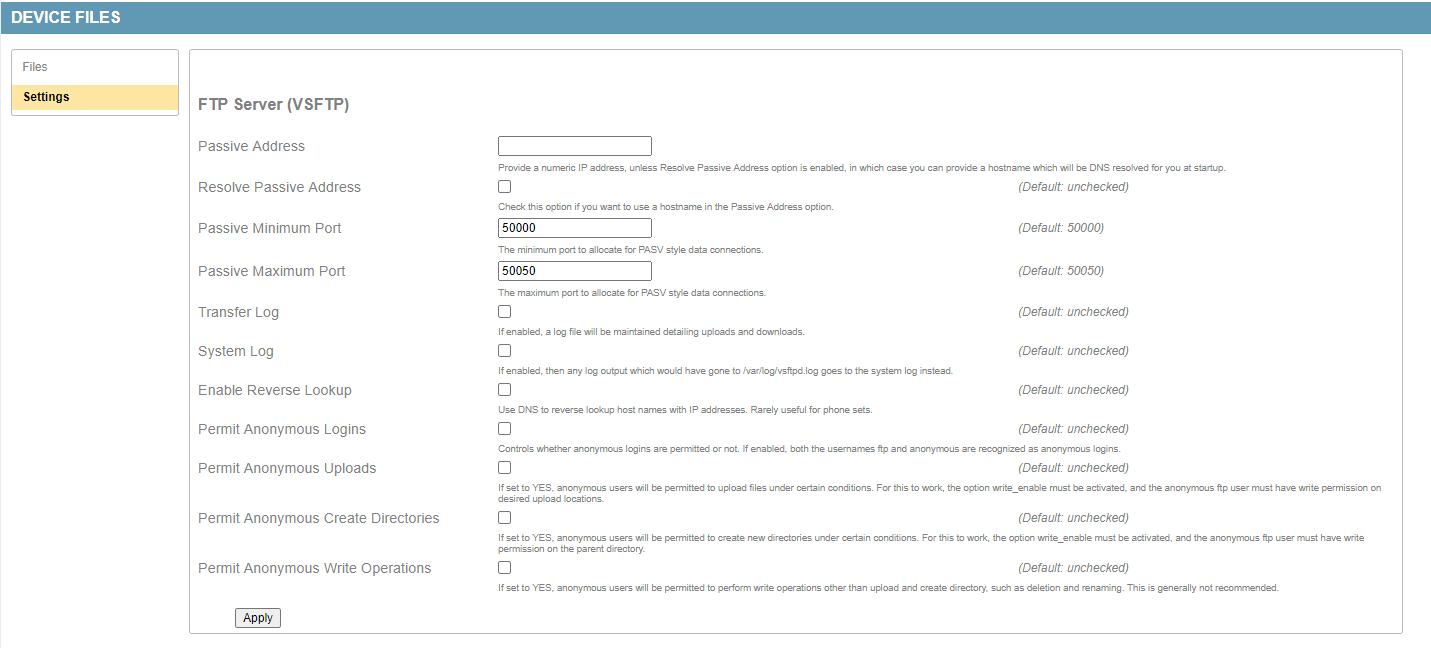 DEVICE FILES
Files
Settings
FTP Server (VSFTP)
Passive Address
Provide a numeric IP address, unless Resolve Passive Address option is enabled, in which case you can provide a hostname which will be DNS resolved for you at startup.
Resolve Passive Address (Default: unchecked)
Check this option if you want to use a hostname in the Passive Address option.
Passive Minimum Port 50000 (Default: 50000)
The minimum port to allocate for PASV style data connections.
Passive Maximum Port 50050 (Default: 50050)
The maximum port to allocate for PASV style data connections.
Transfer Log (Default: unchecked)
If enabled, a log file will be maintained detailing uploads and downloads.
System Log (Default: unchecked)
If enabled, then any log output which would have gone to /var/log/vsftpd.log goes to the system log instead.
Enable Reverse Lookup (Default: unchecked)
Use DNS to reverse lookup host names with IP addresses. Rarely useful for phone sets.
Permit Anonymous Logins (Default: unchecked)
Controls whether anonymous logins are permitted or not. If enabled, both the usernames ftp and anonymous are recognized as anonymous logins.
Permit Anonymous Uploads (Default: unchecked)
If set to YES, anonymous users will be permitted to upload files under certain conditions. For this to work, the option write_enable must be activated, and the anonymous ftp user must have write permission on
desired upload locations.
Permit Anonymous Create Directories (Default: unchecked)
If set to YES, anonymous users will be permitted to create new directories under certain conditions. For this to work, the option write_enable must be activated, and the anonymous ftp user must have write
permission on the parent directory.
Permit Anonymous Write Operations (Default: unchecked)
If set to YES, anonymous users will be permitted to perform write operations other than upload and create directory, such as deletion and renaming. This is generally not recommended.
Apply